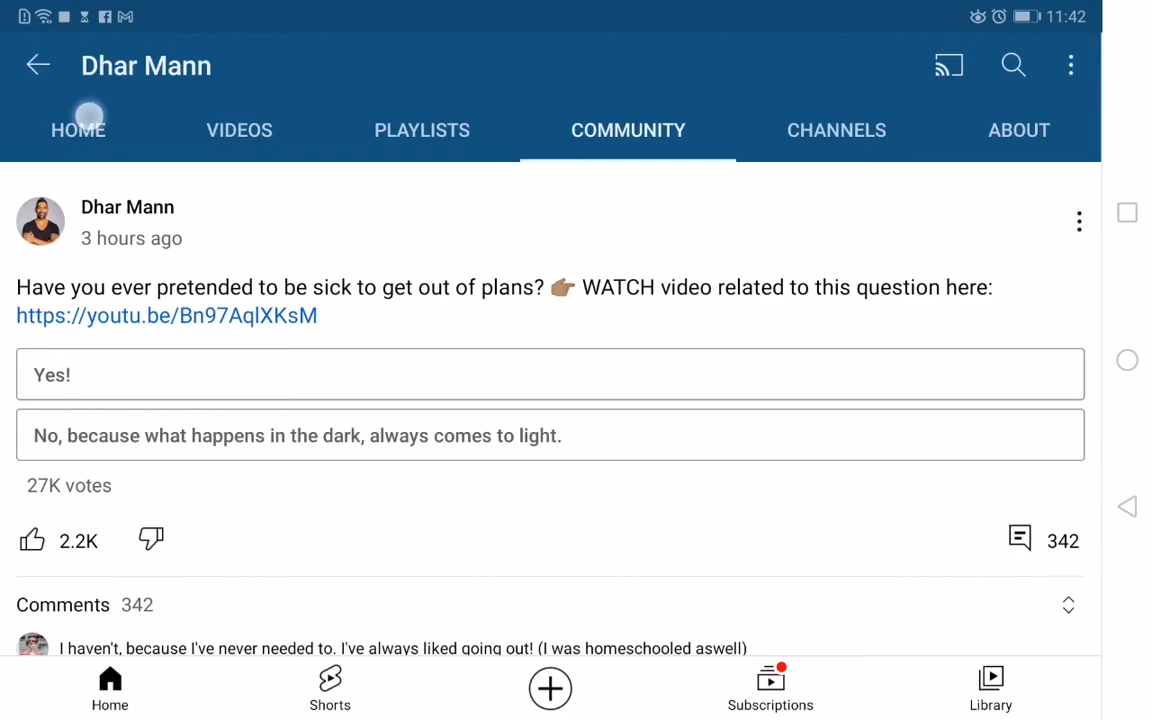 11:42
Dhar Mann
HOME VIDEOS PLAYLISTS COMMUNITY CHANNELS ABOUT
Dhar Mann
3 hours ago
Have you ever pretended to be sick to get out of plans? 👉🏽 WATCH video related to this question here:
https://youtu.be/Bn97AqlXKsM
Yes!
No, because what happens in the dark, always comes to light.
27K votes
2.2K 342
Comments 342
I haven't, because I've never needed to. I've always liked going out! (I was homeschooled aswell)
Home Shorts Subscriptions Library